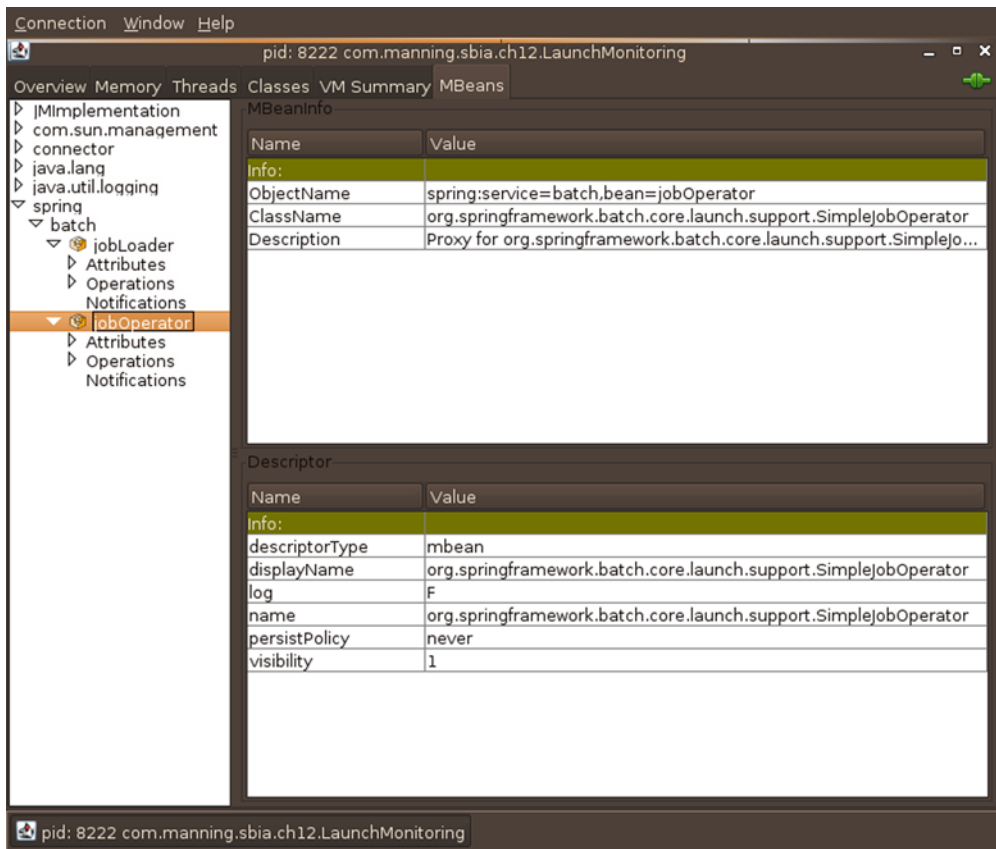 Connection Window Help
pid: 8222 com.manning.sbia.ch12.LaunchMonitoring
Overview Memory Threads Classes VM Summary MBeans
JMImplementation
com.sun.management
connector
java.lang
java.util.logging
spring
batch
jobLoader
Attributes
Operations
Notifications
jobOperator
Attributes
Operations
Notifications
MBeanInfo
Name Value
Info:
ObjectName spring:service=batch,bean=jobOperator
ClassName org.springframework.batch.core.launch.support.SimpleJobOperator
Description Proxy for org.springframework.batch.core.launch.support.SimpleJo...
Descriptor
Name Value
Info:
descriptorType mbean
displayName org.springframework.batch.core.launch.support.SimpleJobOperator
log F
name org.springframework.batch.core.launch.support.SimpleJobOperator
persistPolicy never
visibility 1
pid: 8222 com.manning.sbia.ch12.LaunchMonitoring